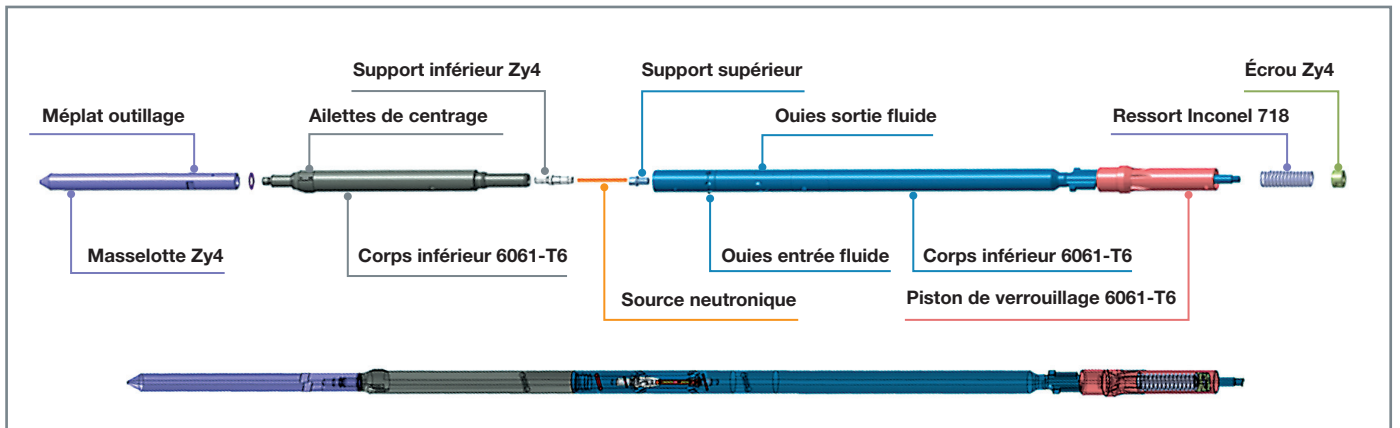 Support inférieur Zy4
Support supérieur
Écrou Zy4
Méplat outillage
Ailettes de centrage
Ouies sortie fluide
Ressort Inconel 718
Masselotte Zy4
Corps inférieur 6061-T6
Ouies entrée fluide
Corps inférieur 6061-T6
Source neutronique
Piston de verrouillage 6061-T6